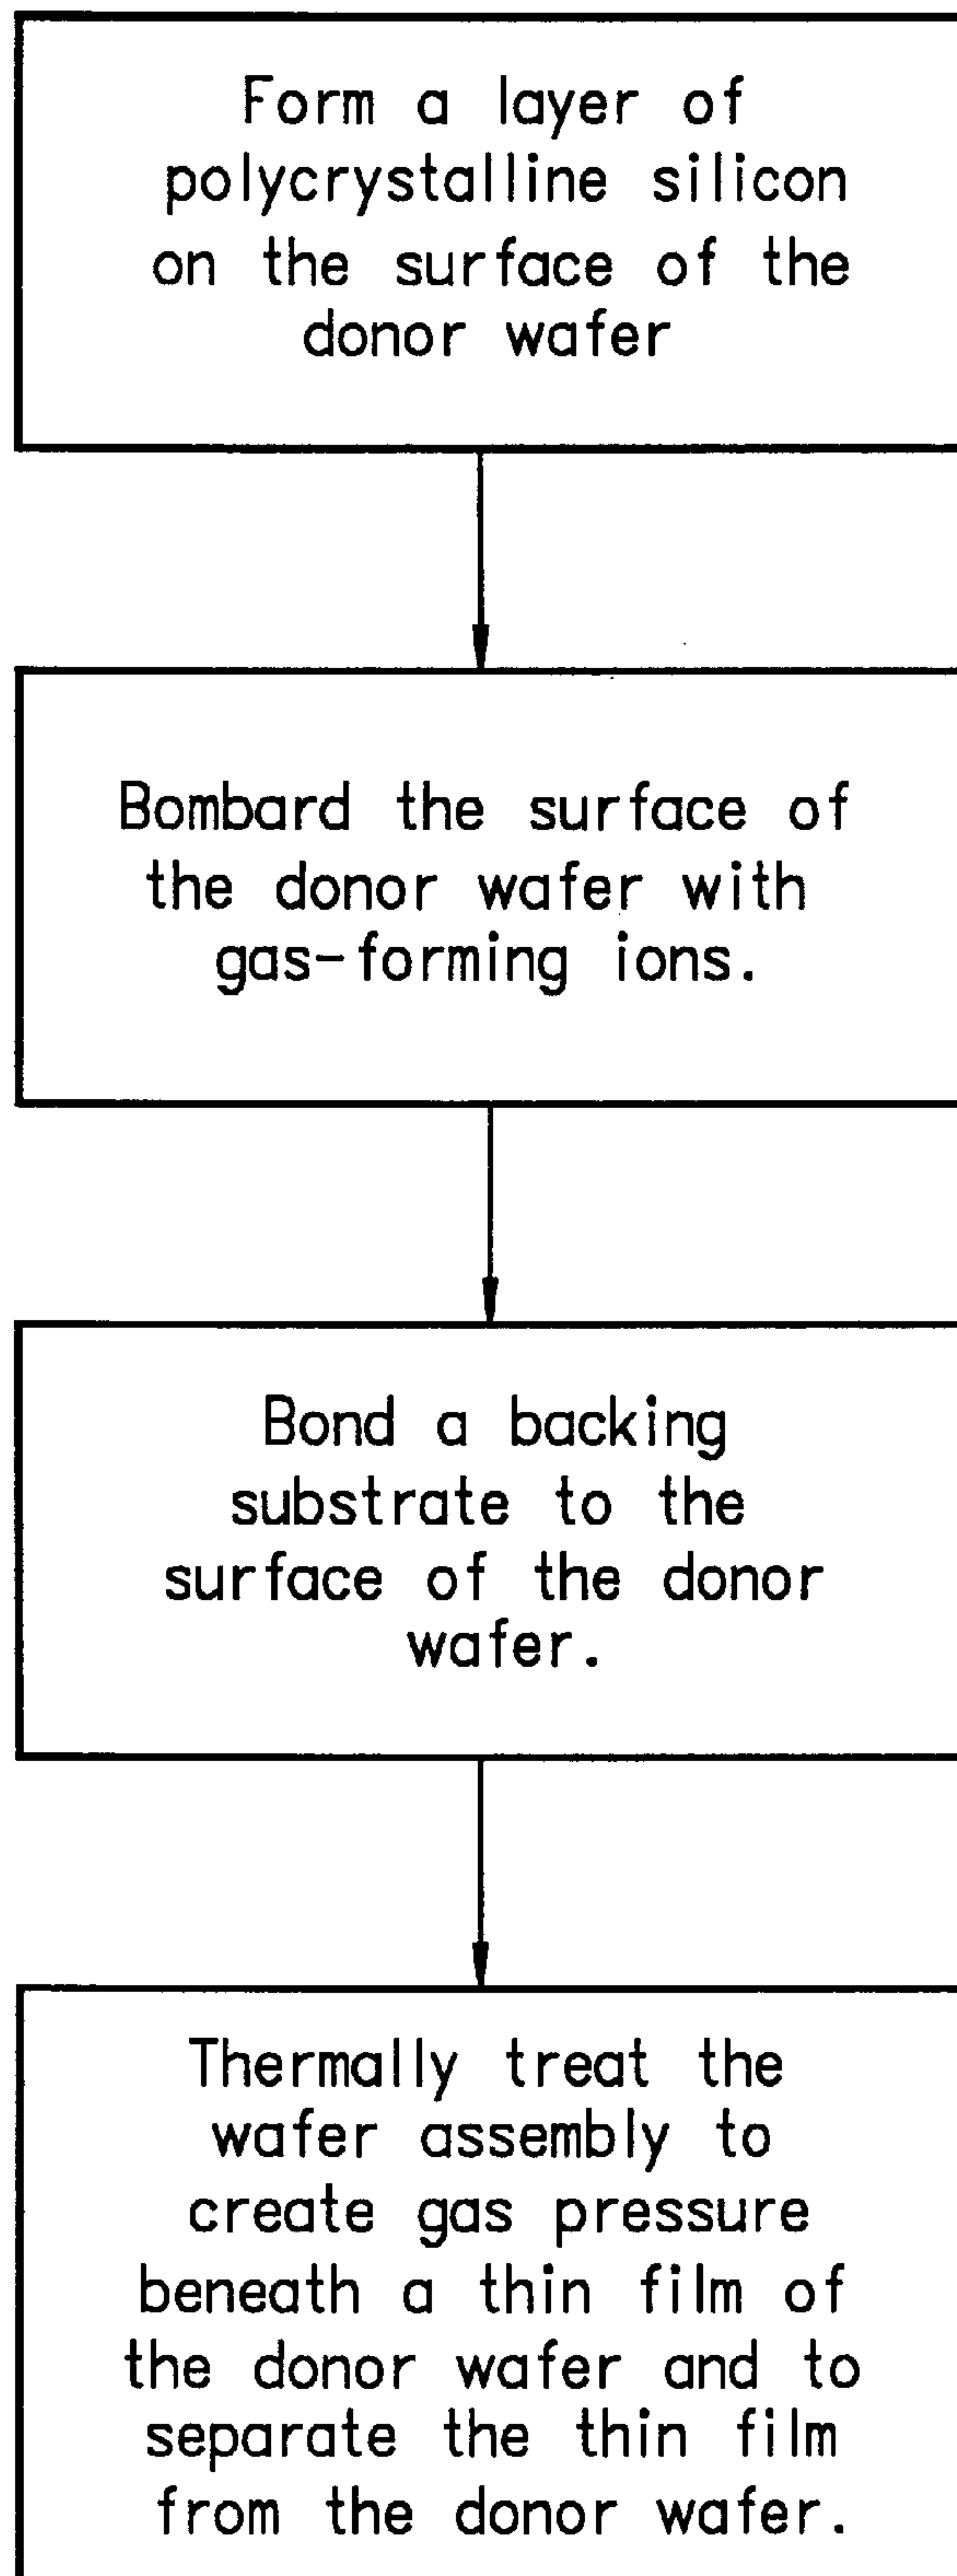 Form a layer of
polycrystalline silicon
on the surface of the
donor wafer
Bombard the surface of
the donor wafer with
gas-forming ions.
Bond a backing
substrate to the
surface of the donor
wafer.
Thermally treat the
wafer assembly to
create gas pressure
beneath a thin film of
the donor wafer and to
separate the thin film
from the donor wafer.